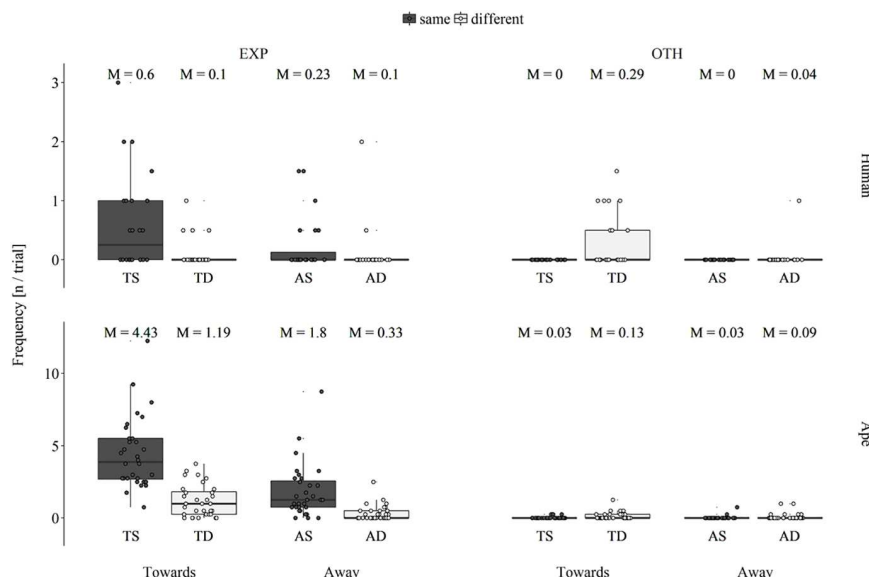 same different
EXP OTH
M = 0.6 M = 0.1 M = 0.23 M = 0.1 M = 0 M = 0.29 M = 0 M = 0.04
3
2
1
0
TS TD AS AD TS TD AS AD
Human
Frequency [n / trial]
M = 4.43 M = 1.19 M = 1.8 M = 0.33 M = 0.03 M = 0.13 M = 0.03 M = 0.09
10
5
0
TS TD AS AD TS TD AS AD
Ape
Towards Away Towards Away